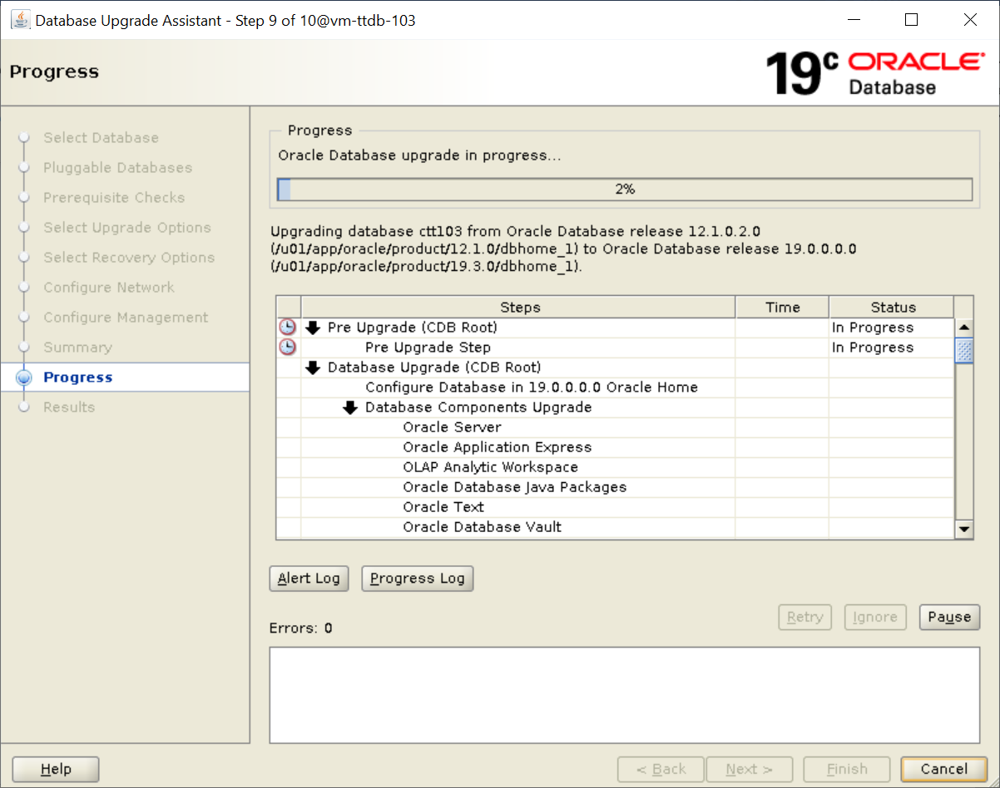 Database Upgrade Assistant - Step 9 of 10@vm-ttdb-103
Progress
19c ORACLE
Database
Select Database
Pluggable Databases
Prerequisite Checks
Select Upgrade Options
Select Recovery Options
Configure Network
Configure Management
Summary
Progress
Results
Progress
Oracle Database upgrade in progress...
2%
Upgrading database ctt103 from Oracle Database release 12.1.0.2.0
(/u01/app/oracle/product/12.1.0/dbhome_1) to Oracle Database release 19.0.0.0.0
(/u01/app/oracle/product/19.3.0/dbhome_1).
Steps Time Status
Pre Upgrade (CDB Root) In Progress
Pre Upgrade Step In Progress
Database Upgrade (CDB Root)
Configure Database in 19.0.0.0.0 Oracle Home
Database Components Upgrade
Oracle Server
Oracle Application Express
OLAP Analytic Workspace
Oracle Database Java Packages
Oracle Text
Oracle Database Vault
Alert Log Progress Log
Retry Ignore Pause
Errors: 0
Help < Back Next > Finish Cancel